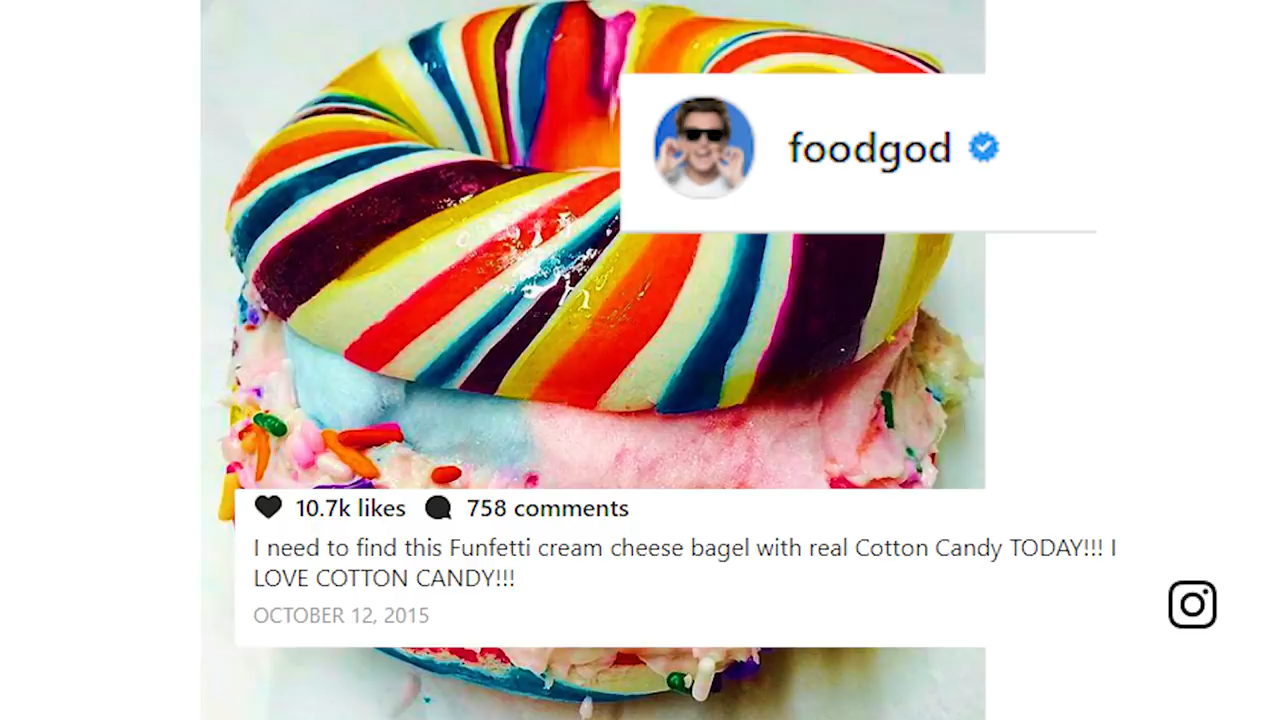 foodgod
10.7k likes 758 comments
I need to find this Funfetti cream cheese bagel with real Cotton Candy TODAY!!! I
LOVE COTTON CANDY!!!
OCTOBER 12, 2015